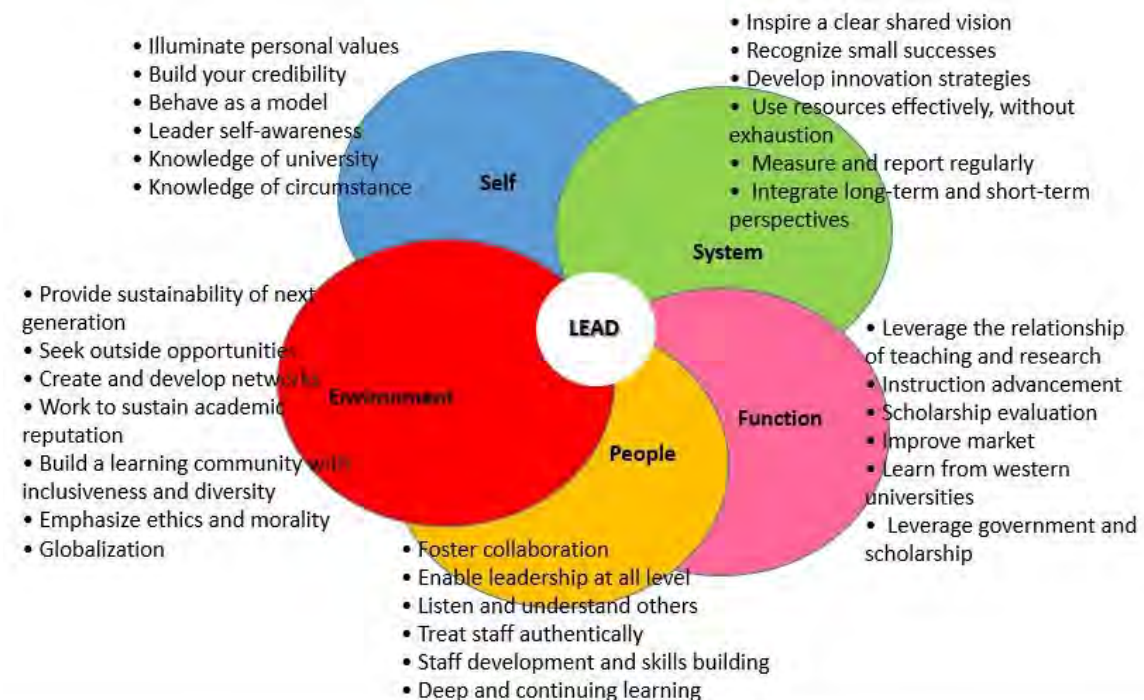 • Illuminate personal values
• Build your credibility
• Behave as a model
• Leader self-awareness
• Knowledge of university
• Knowledge of circumstance
Self
• Inspire a clear shared vision
• Recognize small successes
• Develop innovation strategies
• Use resources effectively, without
exhaustion
• Measure and report regularly
• Integrate long-term and short-term
perspectives
System
LEAD
• Provide sustainability of next
generation
• Seek outside opportunities
• Create and develop networks
• Work to sustain academic
reputation
• Build a learning community with
inclusiveness and diversity
• Emphasize ethics and morality
• Globalization
Environment
People
• Foster collaboration
• Enable leadership at all level
• Listen and understand others
• Treat staff authentically
• Staff development and skills building
• Deep and continuing learning
Function
• Leverage the relationship
of teaching and research
• Instruction advancement
• Scholarship evaluation
• Improve market
• Learn from western
universities
• Leverage government and
scholarship